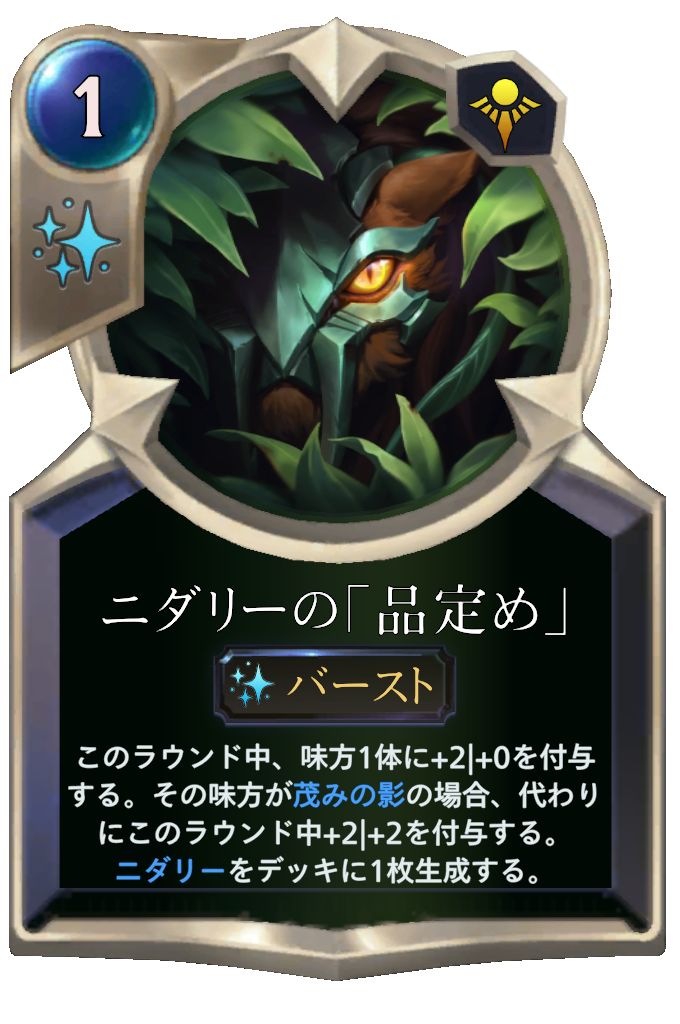 1
ニダリーの「品定め」
バースト
このラウンド中、味方1体に+2|+0を付与
する。その味方が茂みの影の場合、代わり
にこのラウンド中+2|+2を付与する。
ニダリーをデッキに1枚生成する。